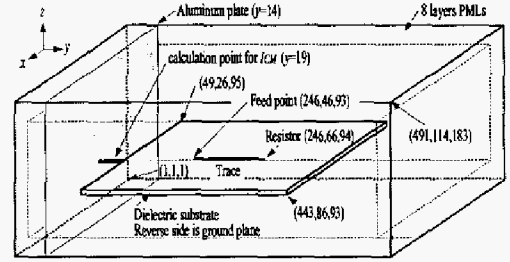 z
y
x
Aluminum plate (y=14)
8 layers PMLs
calculation point for ICM (y=19)
(49,26,95)
Feed point (246,46,93)
Resistor (246,66,94)
(491,114,183)
(1,1,1)
Trace
(443,86,93)
Dielectric substrate
Reverse side is ground plane